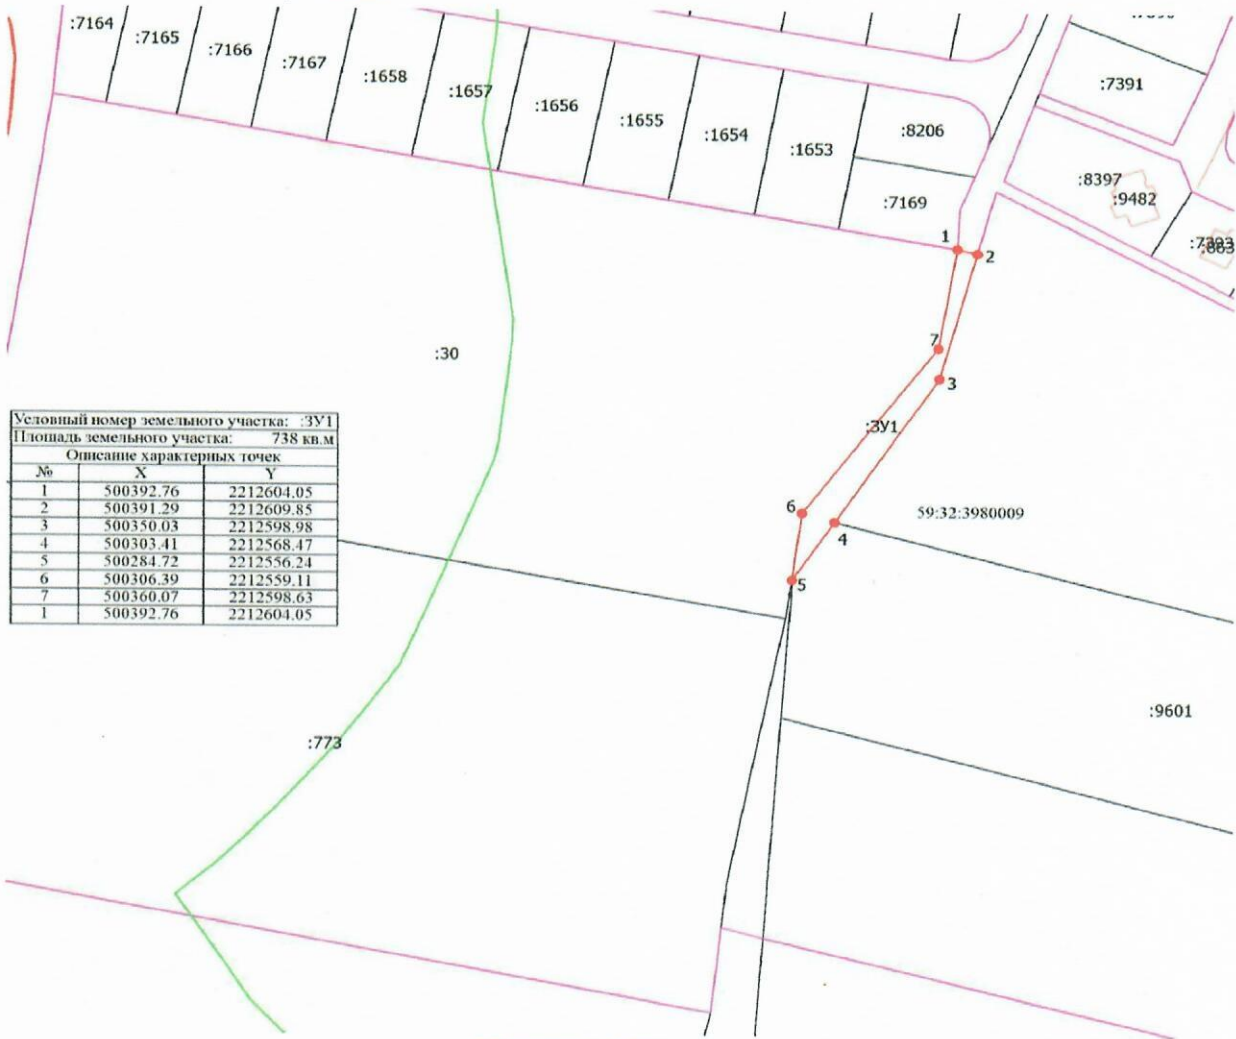 :7164
:7165
:7166
:7167
:1658
:1657
:1656
:1655
:1654
:1653
:8206
:7169
:7391
:8397
:9482
1
2
7
3
:30
:ЗУ1
6
4
5
59:32:3980009
:9601
:773
Условный номер земельного участка: :ЗУ1
Площадь земельного участка: 738 кв.м
Описание характерных точек
№ X Y
1 500392.76 2212604.05
2 500391.29 2212609.85
3 500350.03 2212598.98
4 500303.41 2212568.47
5 500284.72 2212556.24
6 500306.39 2212559.11
7 500360.07 2212598.63
1 500392.76 2212604.05